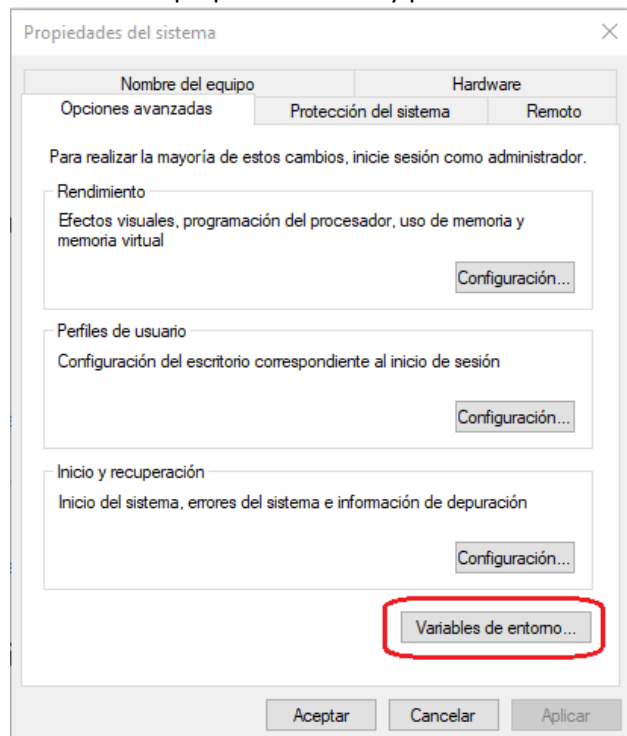 Propiedades del sistema
Nombre del equipo Hardware
Opciones avanzadas Protección del sistema Remoto
Para realizar la mayoría de estos cambios, inicie sesión como administrador.
Rendimiento
Efectos visuales, programación del procesador, uso de memoria y
memoria virtual
Configuración...
Perfiles de usuario
Configuración del escritorio correspondiente al inicio de sesión
Configuración...
Inicio y recuperación
Inicio del sistema, errores del sistema e información de depuración
Configuración...
Variables de entorno...
Aceptar Cancelar Aplicar